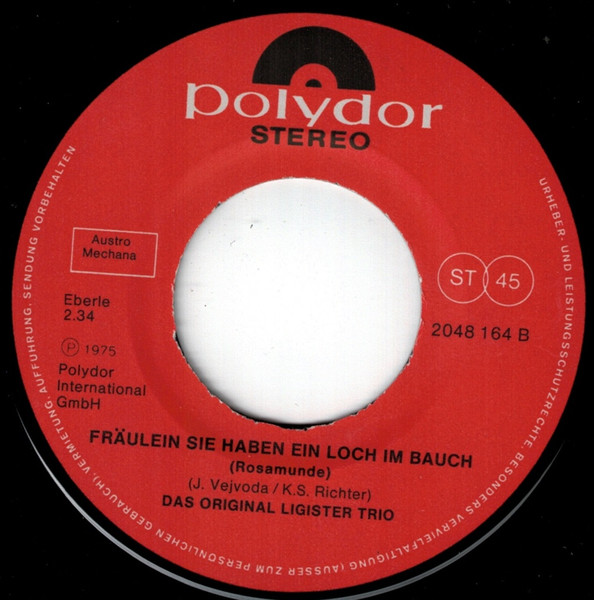 polydor
STEREO
Austro
Mechana
ST 45
Eberle
2.34
2048 164 B
℗ 1975
Polydor
International
GmbH
FRÄULEIN SIE HABEN EIN LOCH IM BAUCH
(Rosamunde)
(J. Vejvoda / K.S. Richter)
DAS ORIGINAL LIGISTER TRIO
URHEBER- UND LEISTUNGSSCHUTZRECHTE, BESONDERS VERVIELFÄLTIGUNG (AUSSER ZUM PERSÖNLICHEN GEBRAUCH), VERMIETUNG, AUFFÜHRUNG, SENDUNG VORBEHALTEN